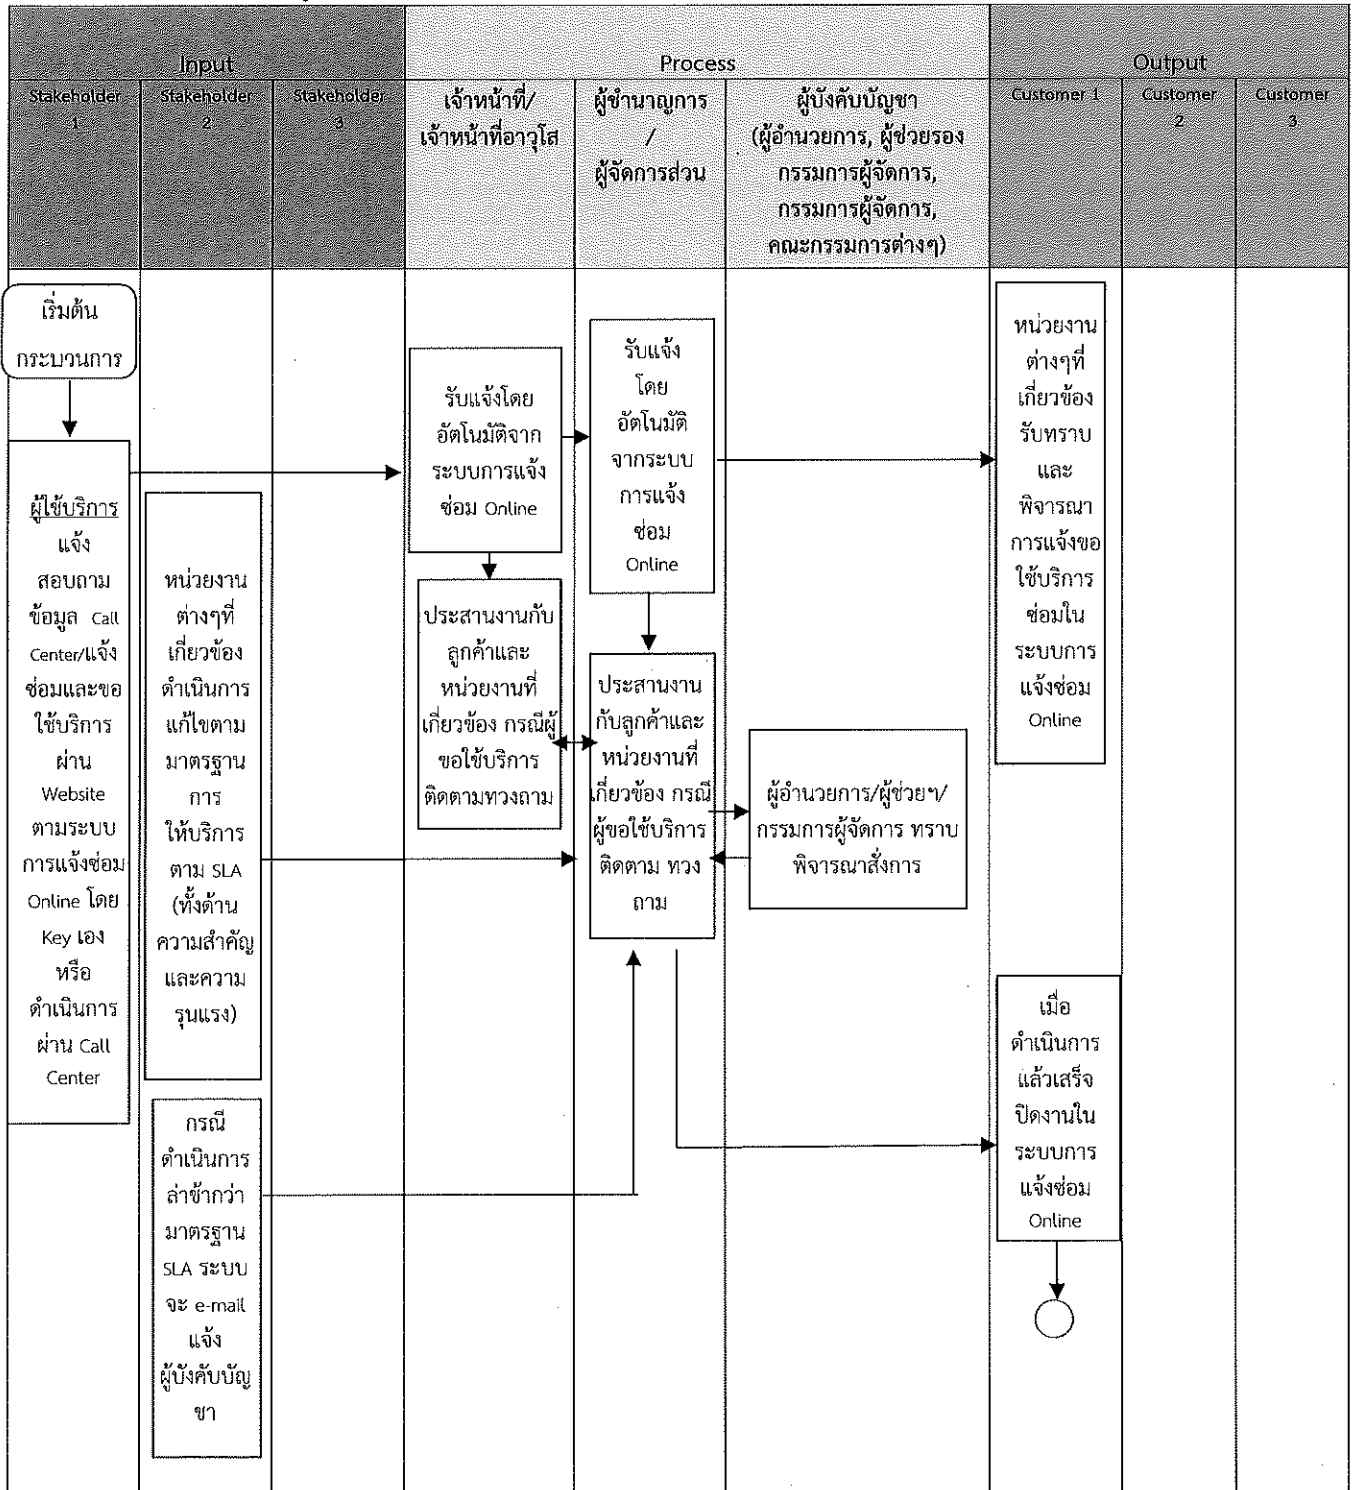 Input
Process
Output
Stakeholder
1
Stakeholder
2
Stakeholder
3
เจ้าหน้าที่/
เจ้าหน้าที่อาวุโส
ผู้ชำนาญการ
/
ผู้จัดการส่วน
ผู้บังคับบัญชา
(ผู้อำนวยการ, ผู้ช่วยรอง
กรรมการผู้จัดการ,
กรรมการผู้จัดการ,
คณะกรรมการต่างๆ)
Customer 1
Customer
2
Customer
3
เริ่มต้น
กระบวนการ
ผู้ใช้บริการ
แจ้ง
สอบถาม
ข้อมูล Call
Center/แจ้ง
ซ่อมและขอ
ใช้บริการ
ผ่าน
Website
ตามระบบ
การแจ้งซ่อม
Online โดย
Key เอง
หรือ
ดำเนินการ
ผ่าน Call
Center
หน่วยงาน
ต่างๆที่
เกี่ยวข้อง
ดำเนินการ
แก้ไขตาม
มาตรฐาน
การ
ให้บริการ
ตาม SLA
(ทั้งด้าน
ความสำคัญ
และความ
รุนแรง)
กรณี
ดำเนินการ
ล่าช้ากว่า
มาตรฐาน
SLA ระบบ
จะ e-mail
แจ้ง
ผู้บังคับบัญ
ชา
รับแจ้งโดย
อัตโนมัติจาก
ระบบการแจ้ง
ซ่อม Online
ประสานงานกับ
ลูกค้าและ
หน่วยงานที่
เกี่ยวข้อง กรณีผู้
ขอใช้บริการ
ติดตามทวงถาม
รับแจ้ง
โดย
อัตโนมัติ
จากระบบ
การแจ้ง
ซ่อม
Online
ประสานงาน
กับลูกค้าและ
หน่วยงานที่
เกี่ยวข้อง กรณี
ผู้ขอใช้บริการ
ติดตาม ทวง
ถาม
ผู้อำนวยการ/ผู้ช่วยฯ/
กรรมการผู้จัดการ ทราบ
พิจารณาสั่งการ
หน่วยงาน
ต่างๆที่
เกี่ยวข้อง
รับทราบ
และ
พิจารณา
การแจ้งขอ
ใช้บริการ
ซ่อมใน
ระบบการ
แจ้งซ่อม
Online
เมื่อ
ดำเนินการ
แล้วเสร็จ
ปิดงานใน
ระบบการ
แจ้งซ่อม
Online